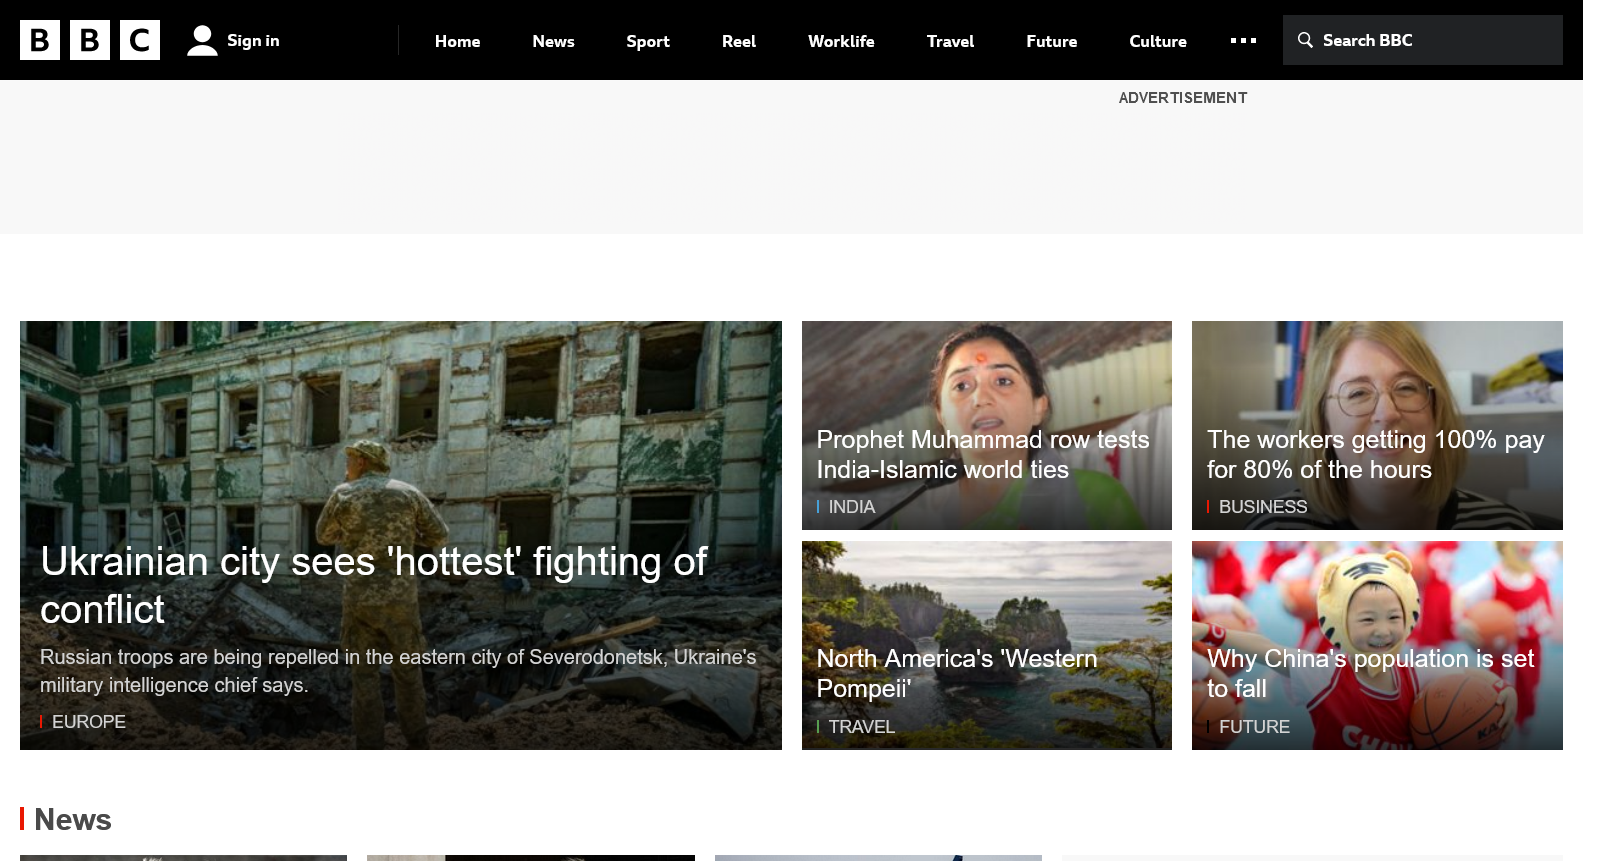 BBC
Sign in
Home
News
Sport
Reel
Worklife
Travel
Future
Culture
Search BBC
ADVERTISEMENT
Ukrainian city sees 'hottest' fighting of
conflict
Russian troops are being repelled in the eastern city of Severodonetsk, Ukraine's
military intelligence chief says.
EUROPE
Prophet Muhammad row tests
India-Islamic world ties
INDIA
The workers getting 100% pay
for 80% of the hours
BUSINESS
North America's 'Western
Pompeii'
TRAVEL
Why China's population is set
to fall
FUTURE
News